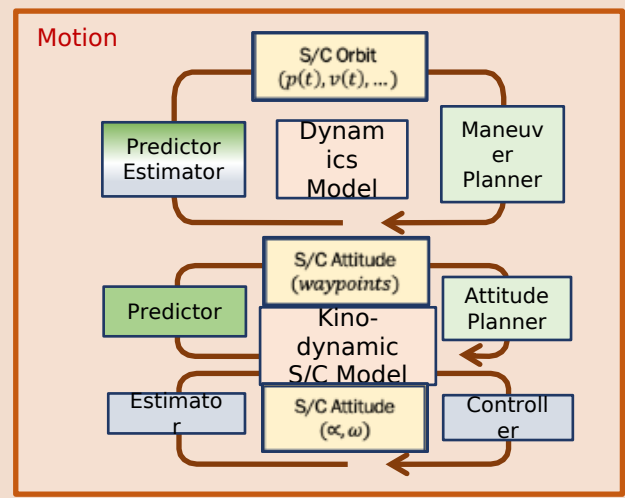 Motion
S/C Orbit
(p(t), v(t), ...)
Predictor
Estimator
Dynam
ics
Model
Maneuv
er
Planner
S/C Attitude
(waypoints)
Predictor
Attitude
Planner
Kino-
dynamic
S/C Model
Estimato
r
S/C Attitude
(∝, ω)
Controll
er